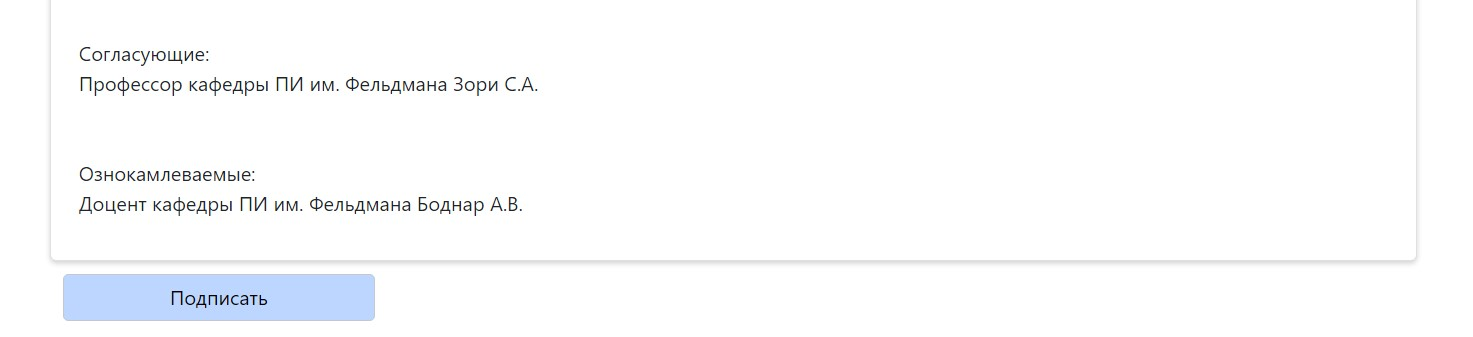 Согласующие:
Профессор кафедры ПИ им. Фельдмана Зори С.А.
Ознокамлеваемые:
Доцент кафедры ПИ им. Фельдмана Боднар А.В.
Подписать